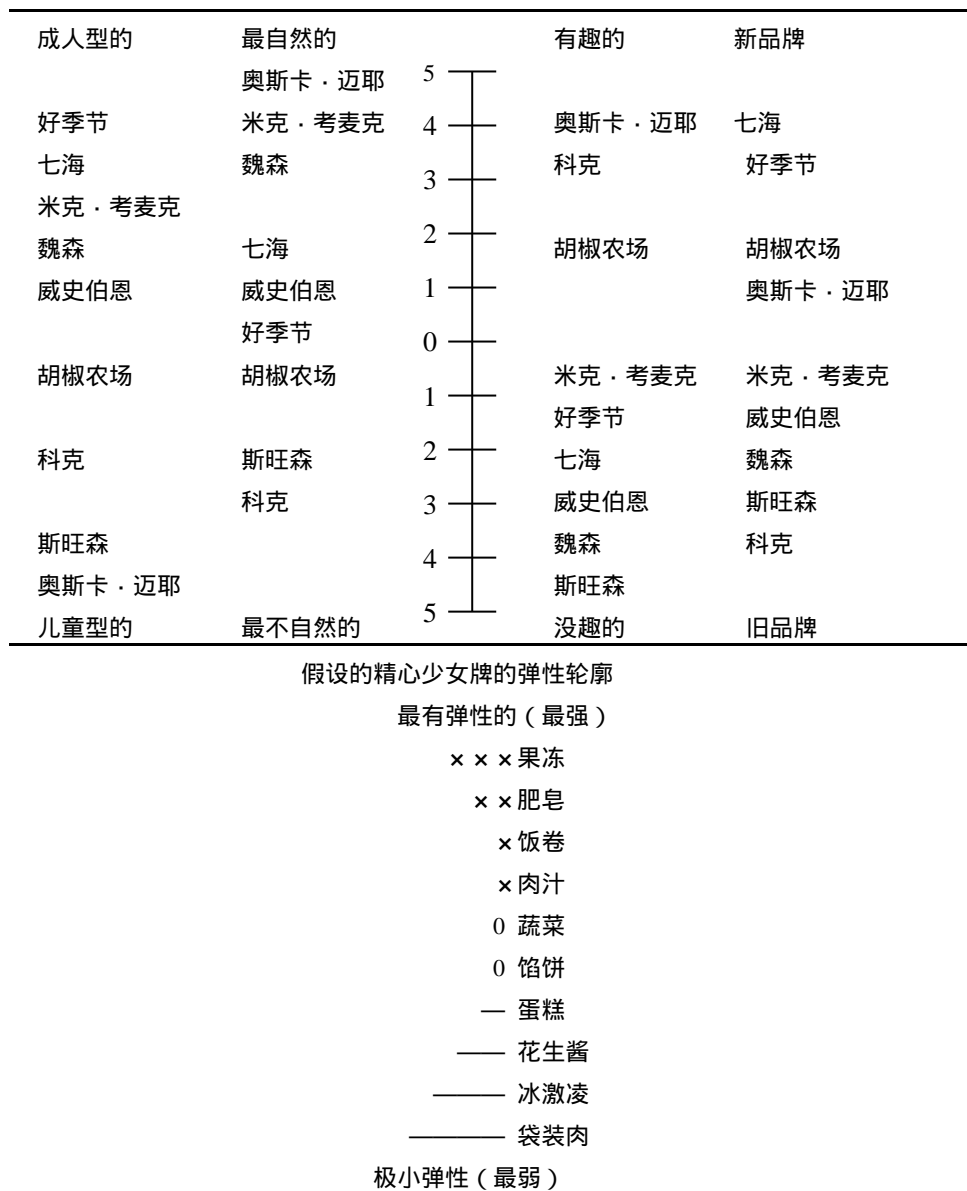 成人型的 最自然的 有趣的 新品牌
奥斯卡·迈耶 5
好季节 米克·考麦克 4 奥斯卡·迈耶 七海
七海 魏森 3 科克 好季节
米克·考麦克
魏森 七海 2 胡椒农场 胡椒农场
威史伯恩 威史伯恩 1 奥斯卡·迈耶
好季节 0
胡椒农场 胡椒农场 1 米克·考麦克 米克·考麦克
好季节 威史伯恩
科克 斯旺森 2 七海 魏森
科克 3 威史伯恩 斯旺森
斯旺森 4 魏森 科克
奥斯卡·迈耶 斯旺森
儿童型的 最不自然的 5 没趣的 旧品牌
假设的精心少女牌的弹性轮廓
最有弹性的（最强）
×××果冻
××肥皂
×饭卷
×肉汁
0 蔬菜
0 馅饼
— 蛋糕
—— 花生酱
——— 冰激凌
———— 袋装肉
极小弹性（最弱）